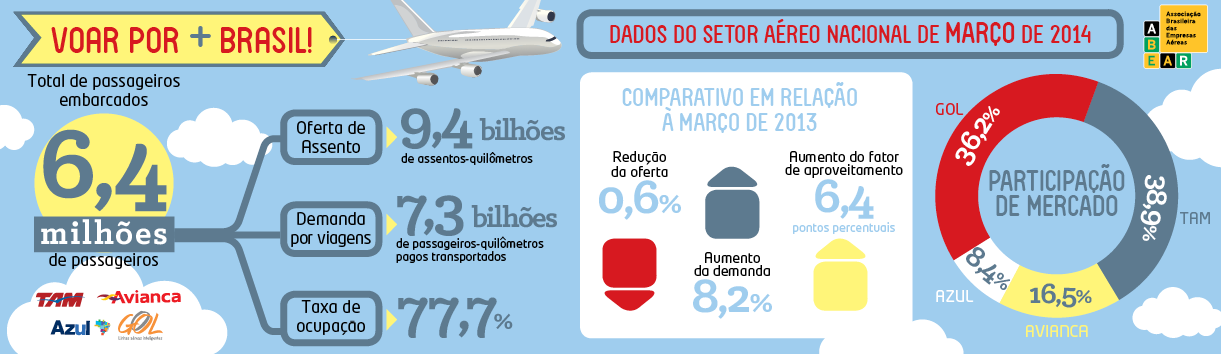 VOAR POR + BRASIL!
Total de passageiros
embarcados
6,4
milhões
de passageiros
TAM
Avianca
Azul
GOL
Linhas aéreas inteligentes
Oferta de
Assento
9,4 bilhões
de assentos-quilômetros
Demanda
por viagens
7,3 bilhões
de passageiros-quilômetros
pagos transportados
Taxa de
ocupação
77,7%
DADOS DO SETOR AÉREO NACIONAL DE MARÇO DE 2014
ABEAR
Associação
Brasileira
das
Empresas
Aéreas
COMPARATIVO EM RELAÇÃO
À MARÇO DE 2013
Redução
da oferta
0,6%
Aumento
da demanda
8,2%
Aumento do fator
de aproveitamento
6,4
pontos percentuais
PARTICIPAÇÃO
DE MERCADO
GOL
36,2%
38,9%
TAM
AZUL
8,4%
16,5%
AVIANCA